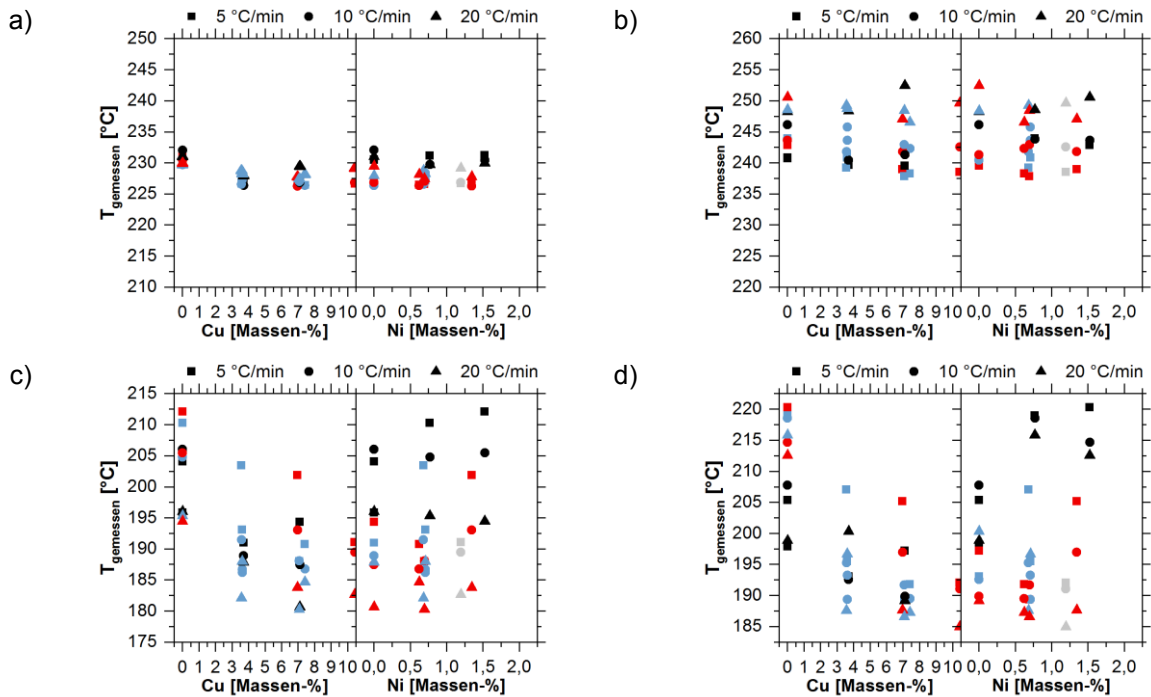 a)
5 °C/min 10 °C/min 20 °C/min
250
245
240
235
230
225
220
215
210
T gemessen [°C]
0 1 2 3 4 5 6 7 8 9 10 0,0 0,5 1,0 1,5 2,0
Cu [Massen-%] Ni [Massen-%]
b)
5 °C/min 10 °C/min 20 °C/min
260
255
250
245
240
235
230
225
220
T gemessen [°C]
0 1 2 3 4 5 6 7 8 9 10 0,0 0,5 1,0 1,5 2,0
Cu [Massen-%] Ni [Massen-%]
c)
5 °C/min 10 °C/min 20 °C/min
215
210
205
200
195
190
185
180
175
T gemessen [°C]
0 1 2 3 4 5 6 7 8 9 10 0,0 0,5 1,0 1,5 2,0
Cu [Massen-%] Ni [Massen-%]
d)
5 °C/min 10 °C/min 20 °C/min
220
215
210
205
200
195
190
185
T gemessen [°C]
0 1 2 3 4 5 6 7 8 9 10 0,0 0,5 1,0 1,5 2,0
Cu [Massen-%] Ni [Massen-%]